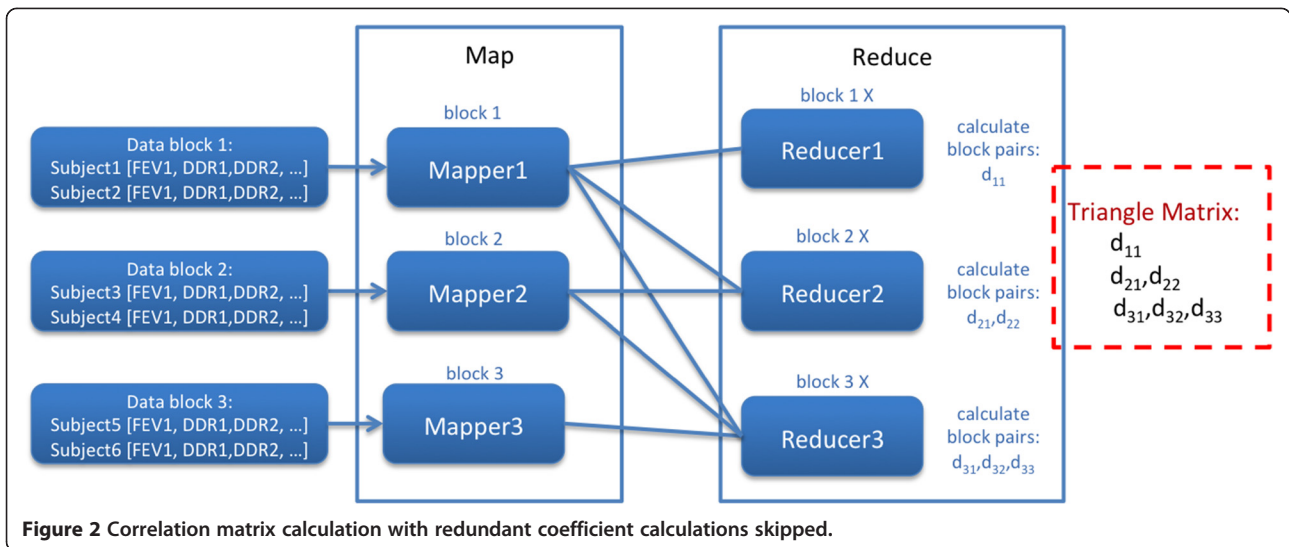 Map
Reduce
Data block 1:
Subject1 [FEV1, DDR1,DDR2, ...]
Subject2 [FEV1, DDR1,DDR2, ...]
block 1
Mapper1
block 1 X
Reducer1
calculate
block pairs:
d₁₁
Data block 2:
Subject3 [FEV1, DDR1,DDR2, ...]
Subject4 [FEV1, DDR1,DDR2, ...]
block 2
Mapper2
block 2 X
Reducer2
calculate
block pairs:
d₂₁,d₂₂
Data block 3:
Subject5 [FEV1, DDR1,DDR2, ...]
Subject6 [FEV1, DDR1,DDR2, ...]
block 3
Mapper3
block 3 X
Reducer3
calculate
block pairs:
d₃₁,d₃₂,d₃₃
Triangle Matrix:
d₁₁
d₂₁,d₂₂
d₃₁,d₃₂,d₃₃
Figure 2 Correlation matrix calculation with redundant coefficient calculations skipped.